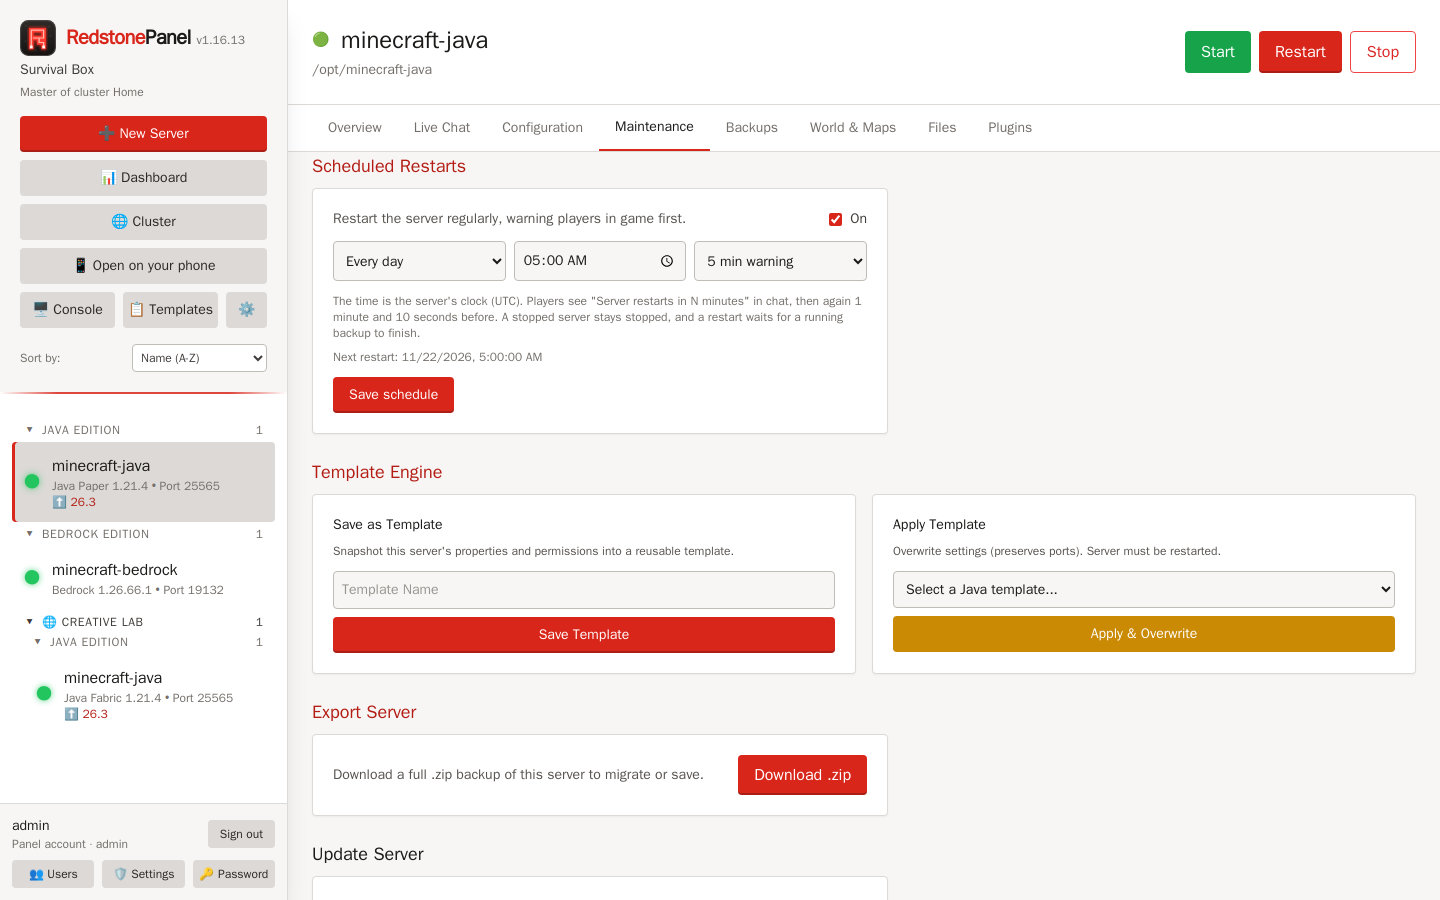 RedstonePanel v1.16.13
Survival Box
Master of cluster Home
➕ New Server
📊 Dashboard
🌐 Cluster
📱 Open on your phone
🖥️ Console
📋 Templates
⚙️
Sort by:
Name (A-Z)
▼ JAVA EDITION 1
minecraft-java
Java Paper 1.21.4 • Port 25565
⬆️ 26.3
▼ BEDROCK EDITION 1
minecraft-bedrock
Bedrock 1.26.66.1 • Port 19132
▼ 🌐 CREATIVE LAB 1
▼ JAVA EDITION 1
minecraft-java
Java Fabric 1.21.4 • Port 25565
⬆️ 26.3
admin
Panel account · admin
Sign out
👥 Users
🛡️ Settings
🔑 Password
minecraft-java
/opt/minecraft-java
Start
Restart
Stop
Overview
Live Chat
Configuration
Maintenance
Backups
World & Maps
Files
Plugins
Scheduled Restarts
Restart the server regularly, warning players in game first.
On
Every day
05:00 AM
5 min warning
The time is the server's clock (UTC). Players see "Server restarts in N minutes" in chat, then again 1
minute and 10 seconds before. A stopped server stays stopped, and a restart waits for a running
backup to finish.
Next restart: 11/22/2026, 5:00:00 AM
Save schedule
Template Engine
Save as Template
Snapshot this server's properties and permissions into a reusable template.
Template Name
Save Template
Apply Template
Overwrite settings (preserves ports). Server must be restarted.
Select a Java template...
Apply & Overwrite
Export Server
Download a full .zip backup of this server to migrate or save.
Download .zip
Update Server